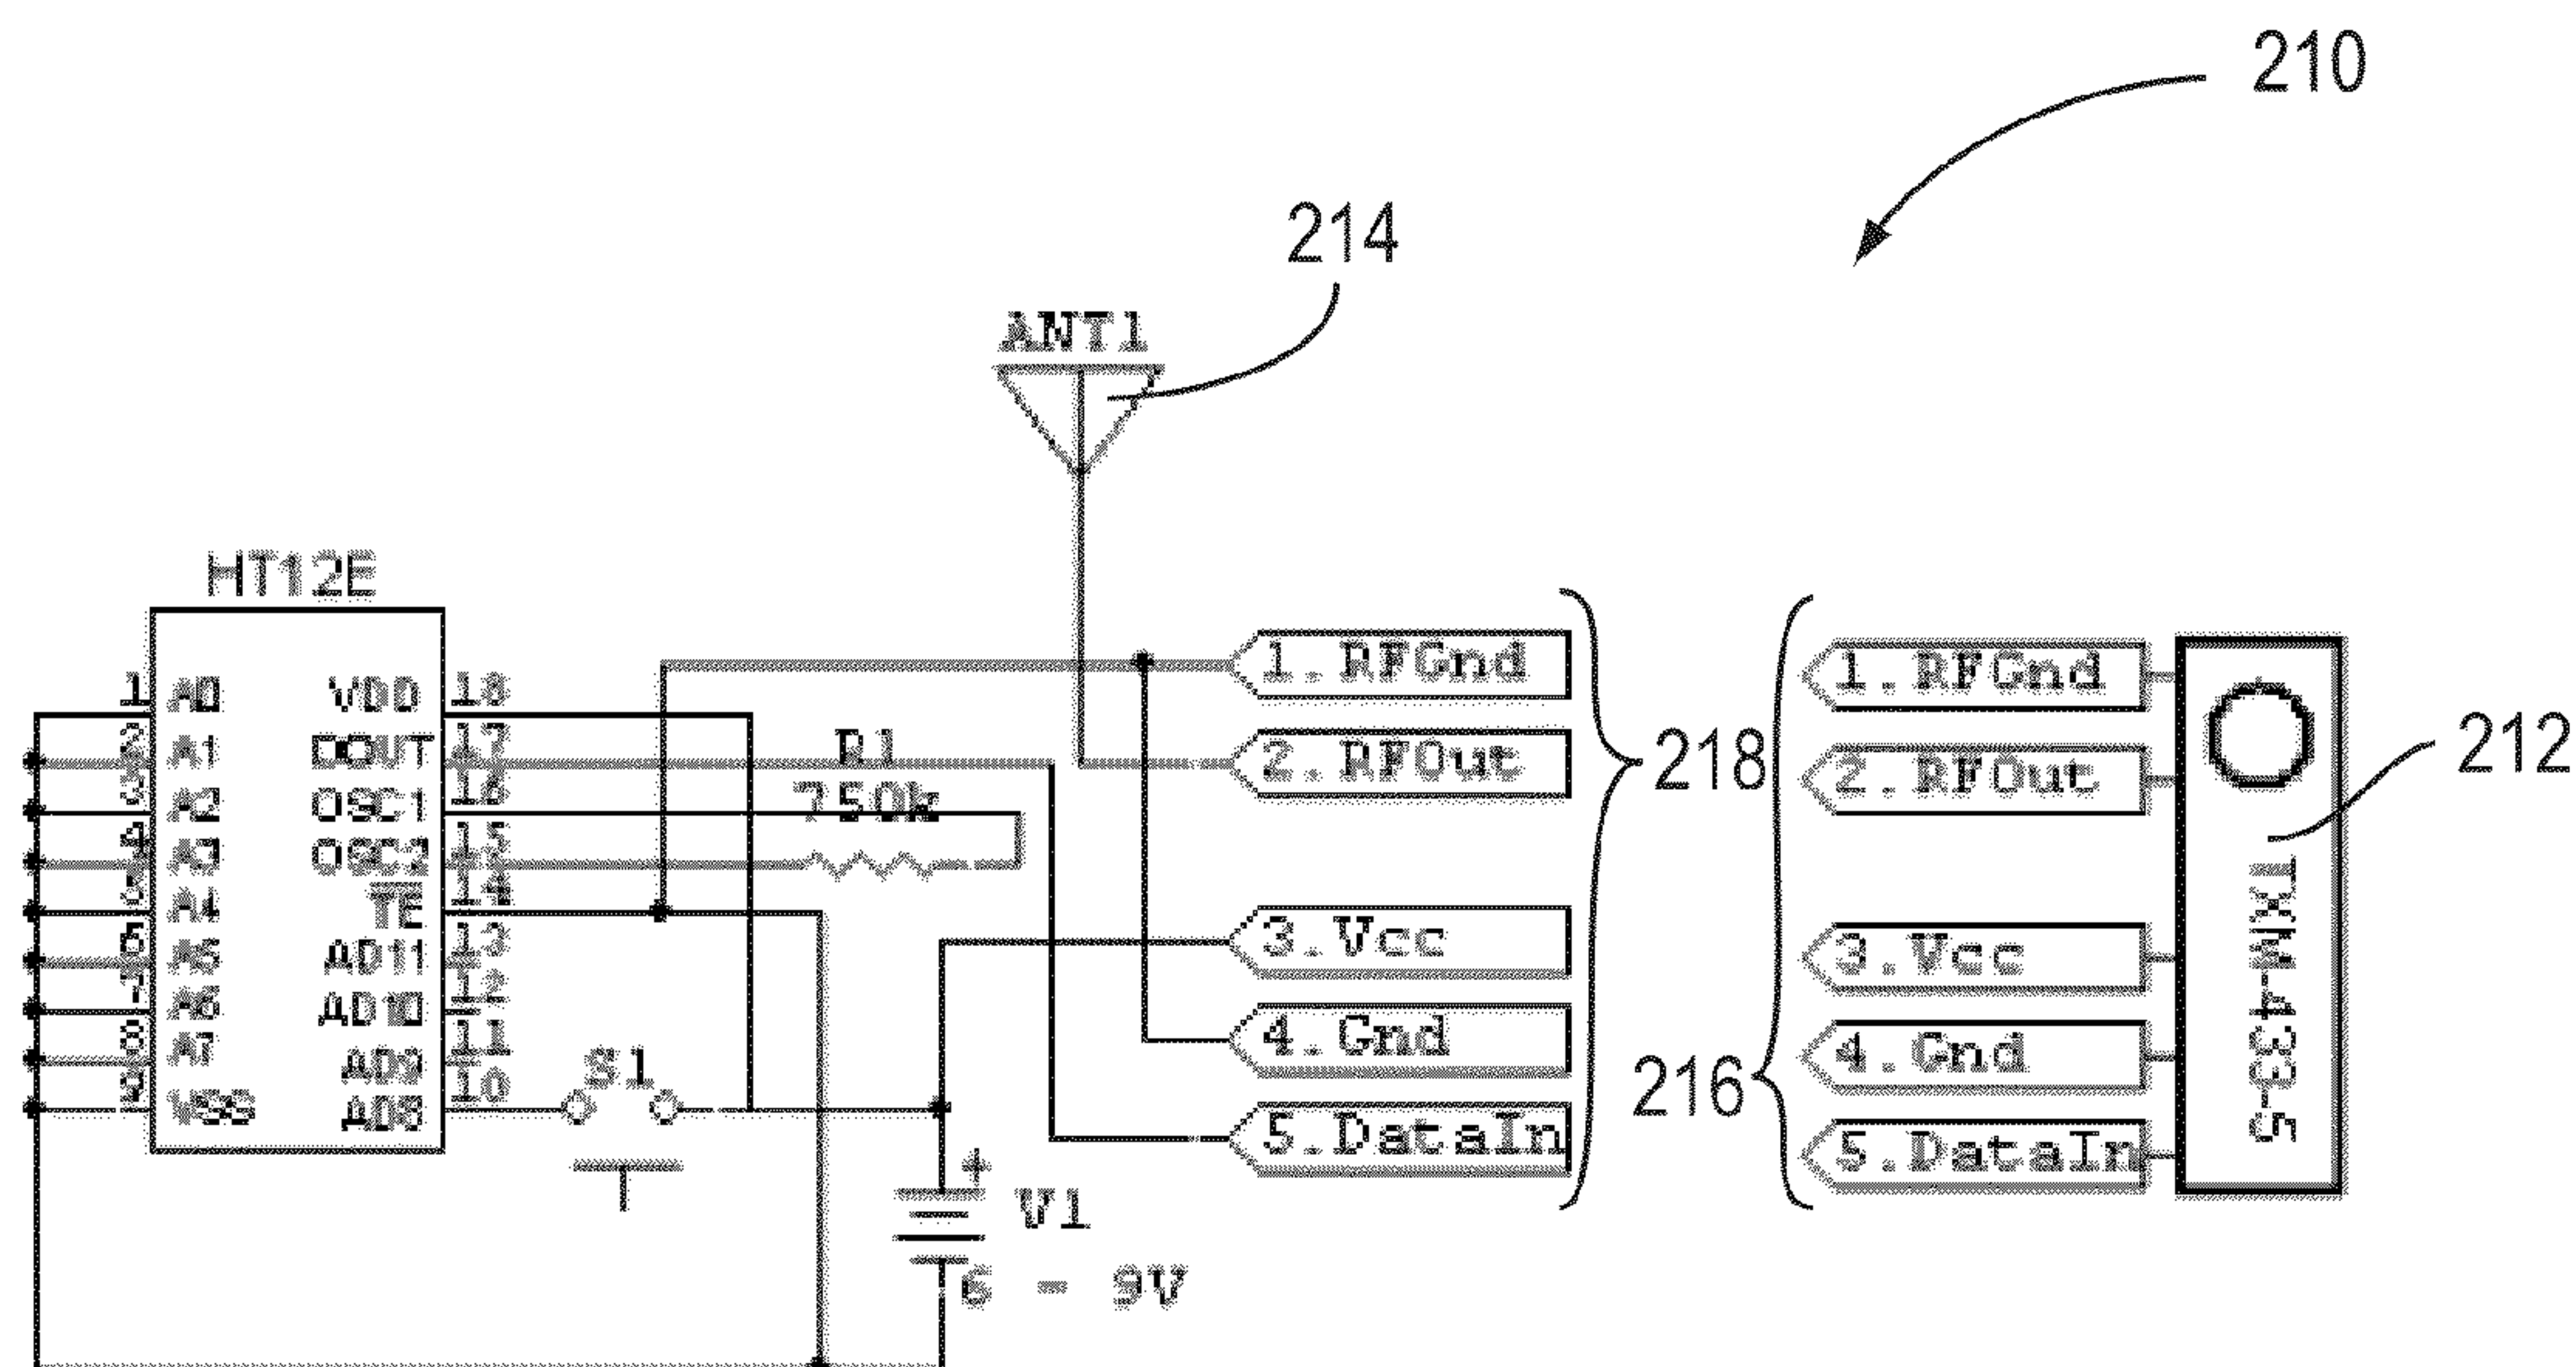 210
214
ANT1
HT12E
1 A0 VDD 18
2 A1 DOUT 17
3 A2 OSC1 16
4 A3 OSC2 15
5 A4 TE 14
6 A5 AD11 13
7 A6 AD10 12
8 A7 AD9 11
9 VSS AD8 10
R1
750k
S1
+
V1
6 - 9V
1.RFGnd
2.RFOut
3.Vcc
4.Gnd
5.DataIn
218
216
1.RFGnd
2.RFOut
3.Vcc
4.Gnd
5.DataIn
TXM-433-5
212